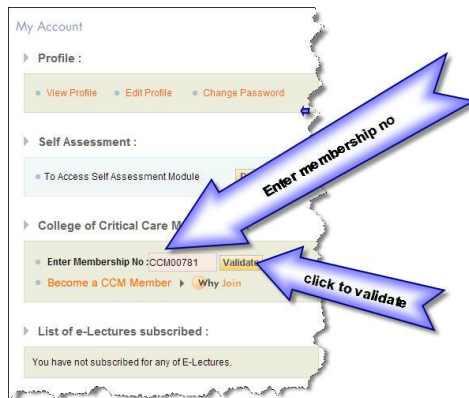 My Account
Profile :
View Profile Edit Profile Change Password
Self Assessment :
To Access Self Assessment Module
College of Critical Care
Enter Membership No : CCM00781 Validate
Become a CCM Member Why Join
List of e-Lectures subscribed :
You have not subscribed for any of E-Lectures.
Enter membership no
click to validate